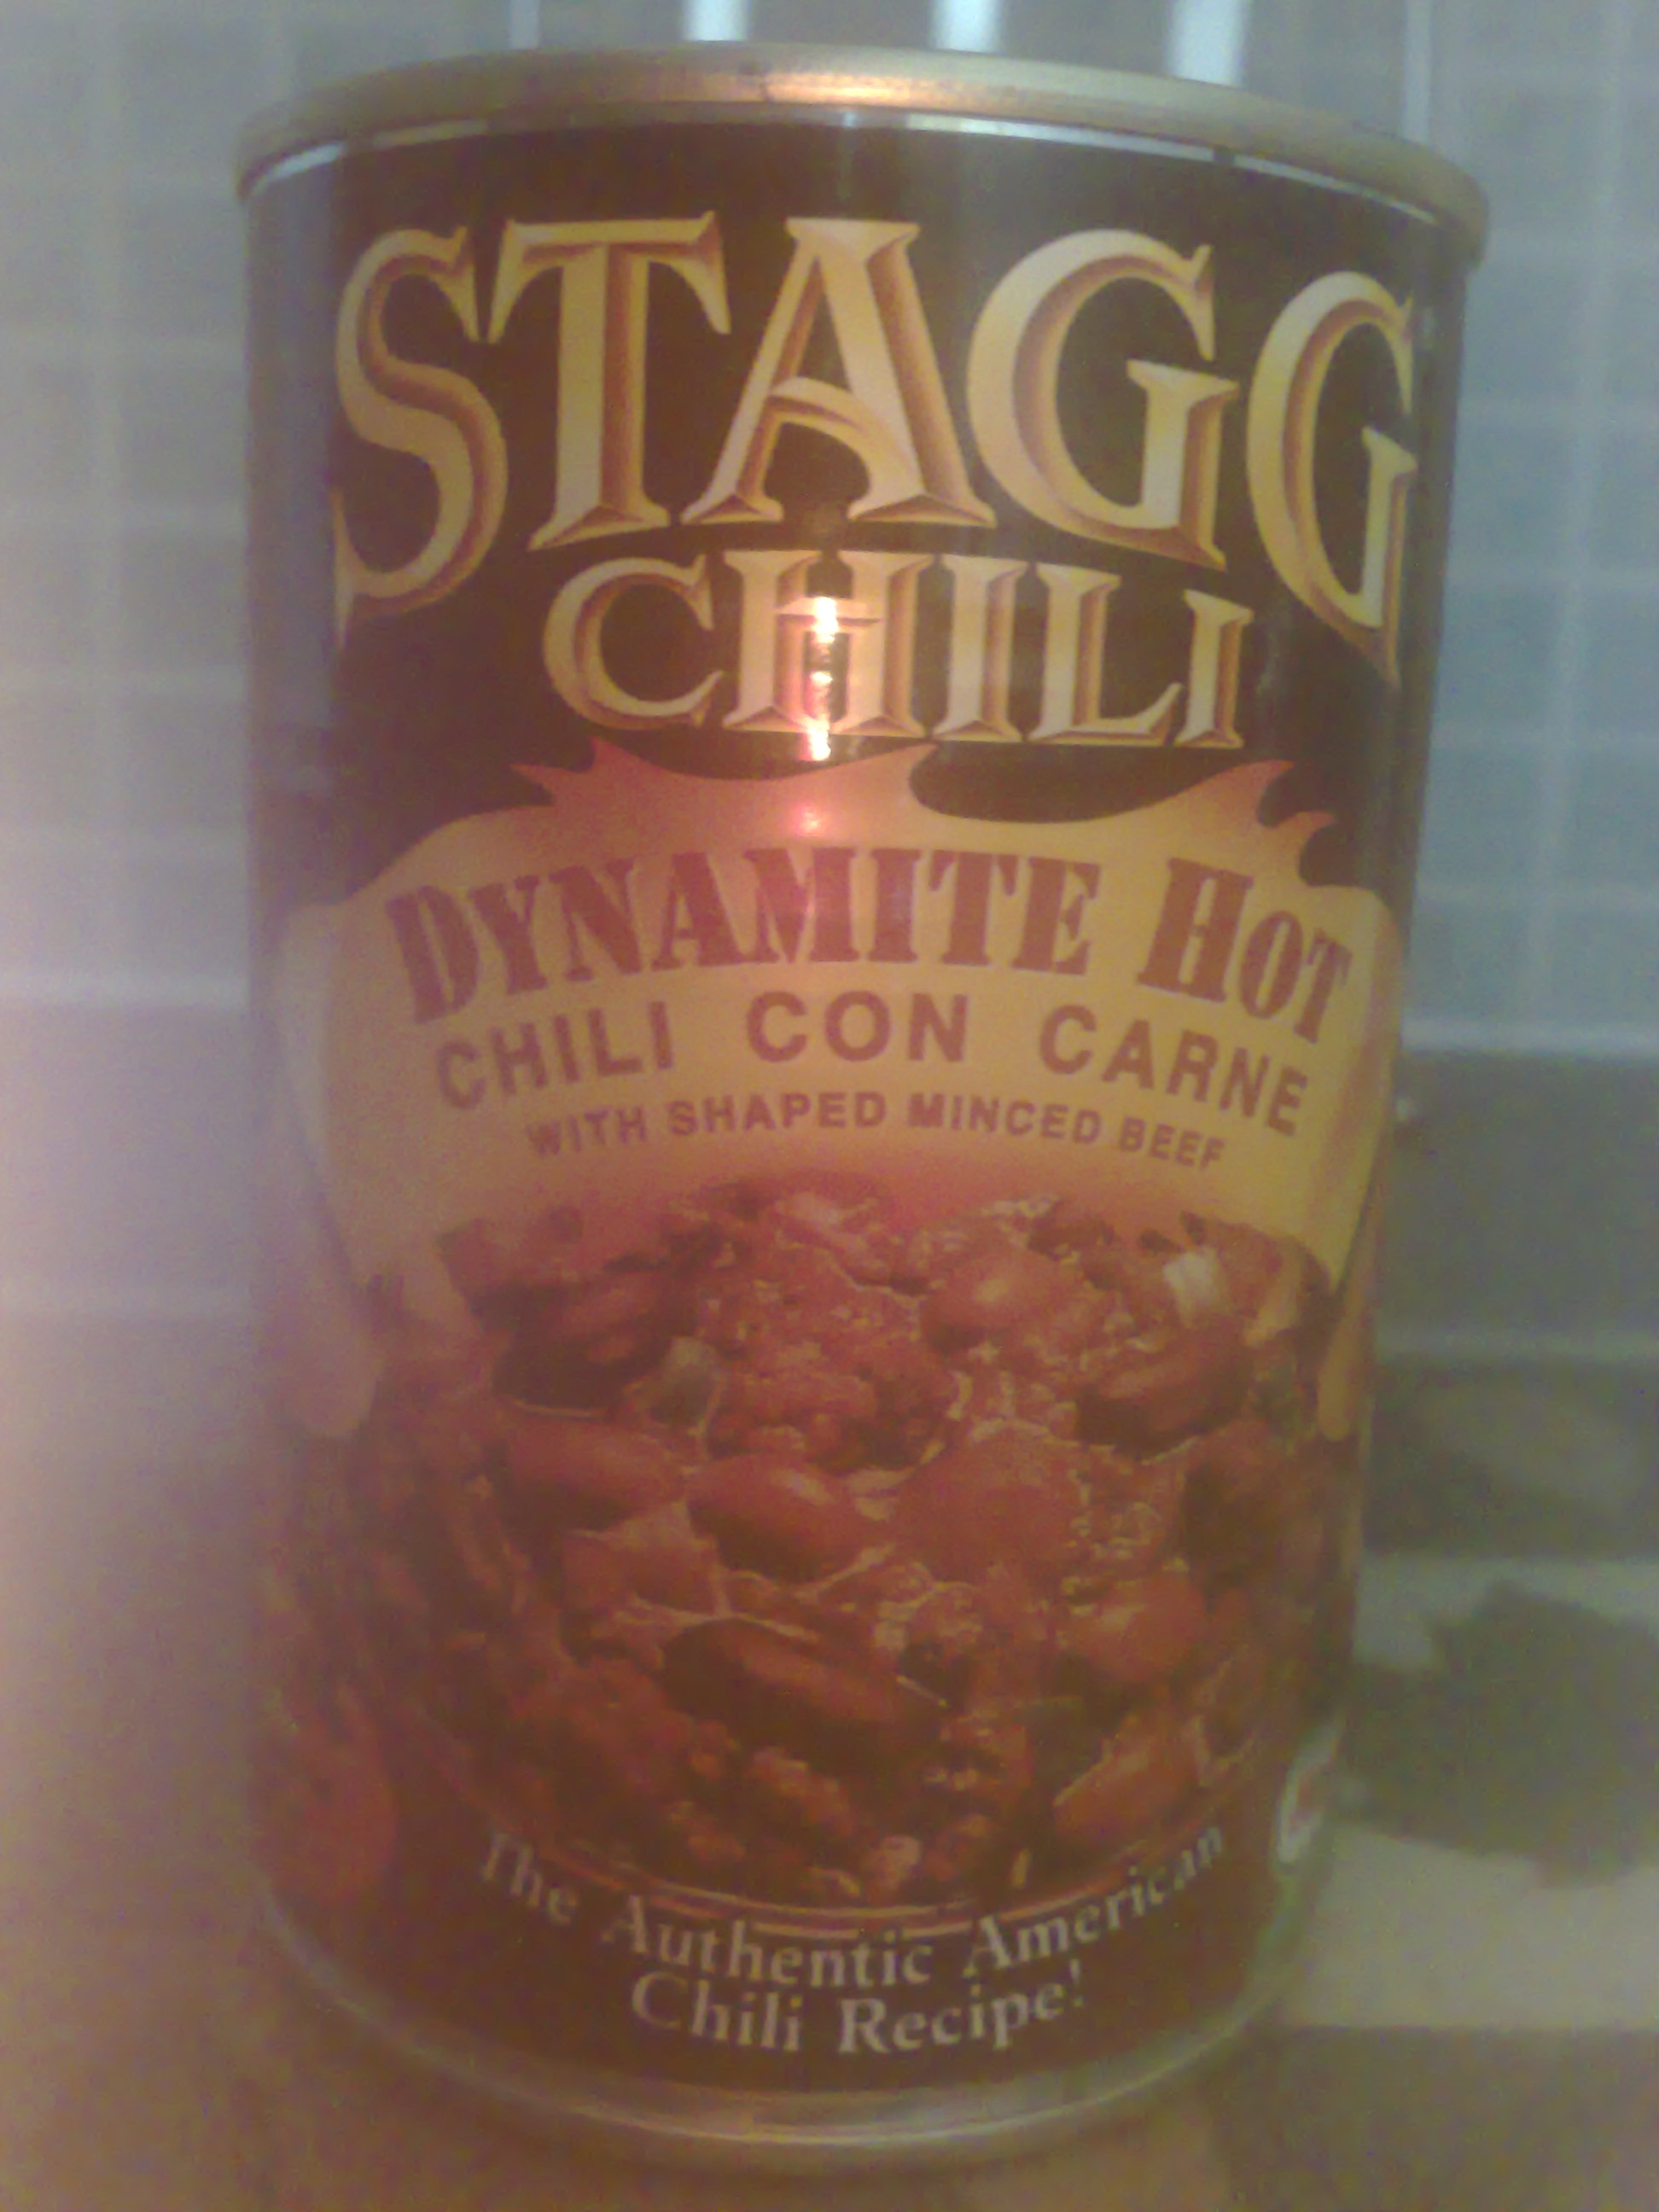 STAGG
CHILI
DYNAMITE HOT
CHILI CON CARNE
WITH SHAPED MINCED BEEF
The Authentic American
Chili Recipe!